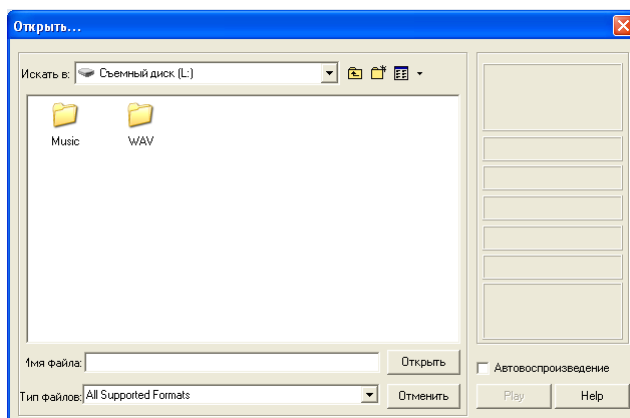 Открыть...
Искать в: Съемный диск (L:)
Music WAV
Имя файла: Открыть
Автовоспроизведение
Тип файлов: All Supported Formats Отменить Play Help